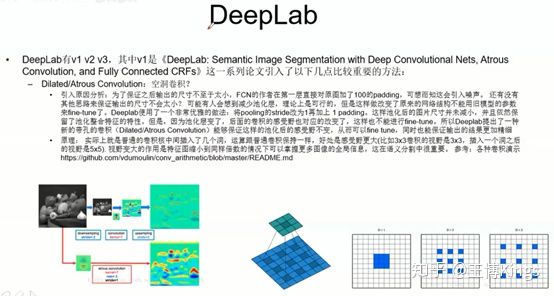 DeepLab
• DeepLab有v1 v2 v3，其中v1是《DeepLab: Semantic Image Segmentation with Deep Convolutional Nets, Atrous
Convolution, and Fully Connected CRFs》这一系列论文引入了以下几点比较重要的方法：
– Dilated/Atrous Convolution：空洞卷积?
• 引入原因分析：为了保证之后输出的尺寸不至于太小，FCN的作者在第一层直接对原图加了100的padding，可想而知这会引入噪声。 还有没有
其他思路来保证输出的尺寸不会太小? 可能有人会想到减少池化层，理论上是可行的，但是这样做改变了原来的网络结构不能用旧模型的参数
来fine-tune了。Deeplab使用了一个非常优雅的做法：将pooling的stride改为1再加上 1 padding。这样池化后的图片尺寸并未减小，并且依然保
留了池化整合特征的特性。但是，因为池化层变了，后面的卷积的感受野也对应的改变了，这样也不能进行fine-tune。所以Deeplab提出了一种
新的带孔的卷积（Dilated/Atrous Convolution）能够保证这样的池化后的感受野不变，从而可以fine tune，同时也能保证输出的结果更加精细
• 原理： 实际上就是普通的卷积核中间插入了几个洞，运算跟普通卷积保持一样，好处是感受野更大(比如3x3卷积的视野是3x3，插入一个洞之后
的视野是5x5)。视野变大的作用是特征图缩小到同样倍数的情况下可以掌握更多图像的全局信息，这在语义分割中很重要。 参考：各种卷积演示
https://github.com/vdumoulin/conv_arithmetic/blob/master/README.md
downsampling
convolution
upsampling
atrous convolution
知乎 @王博Kings